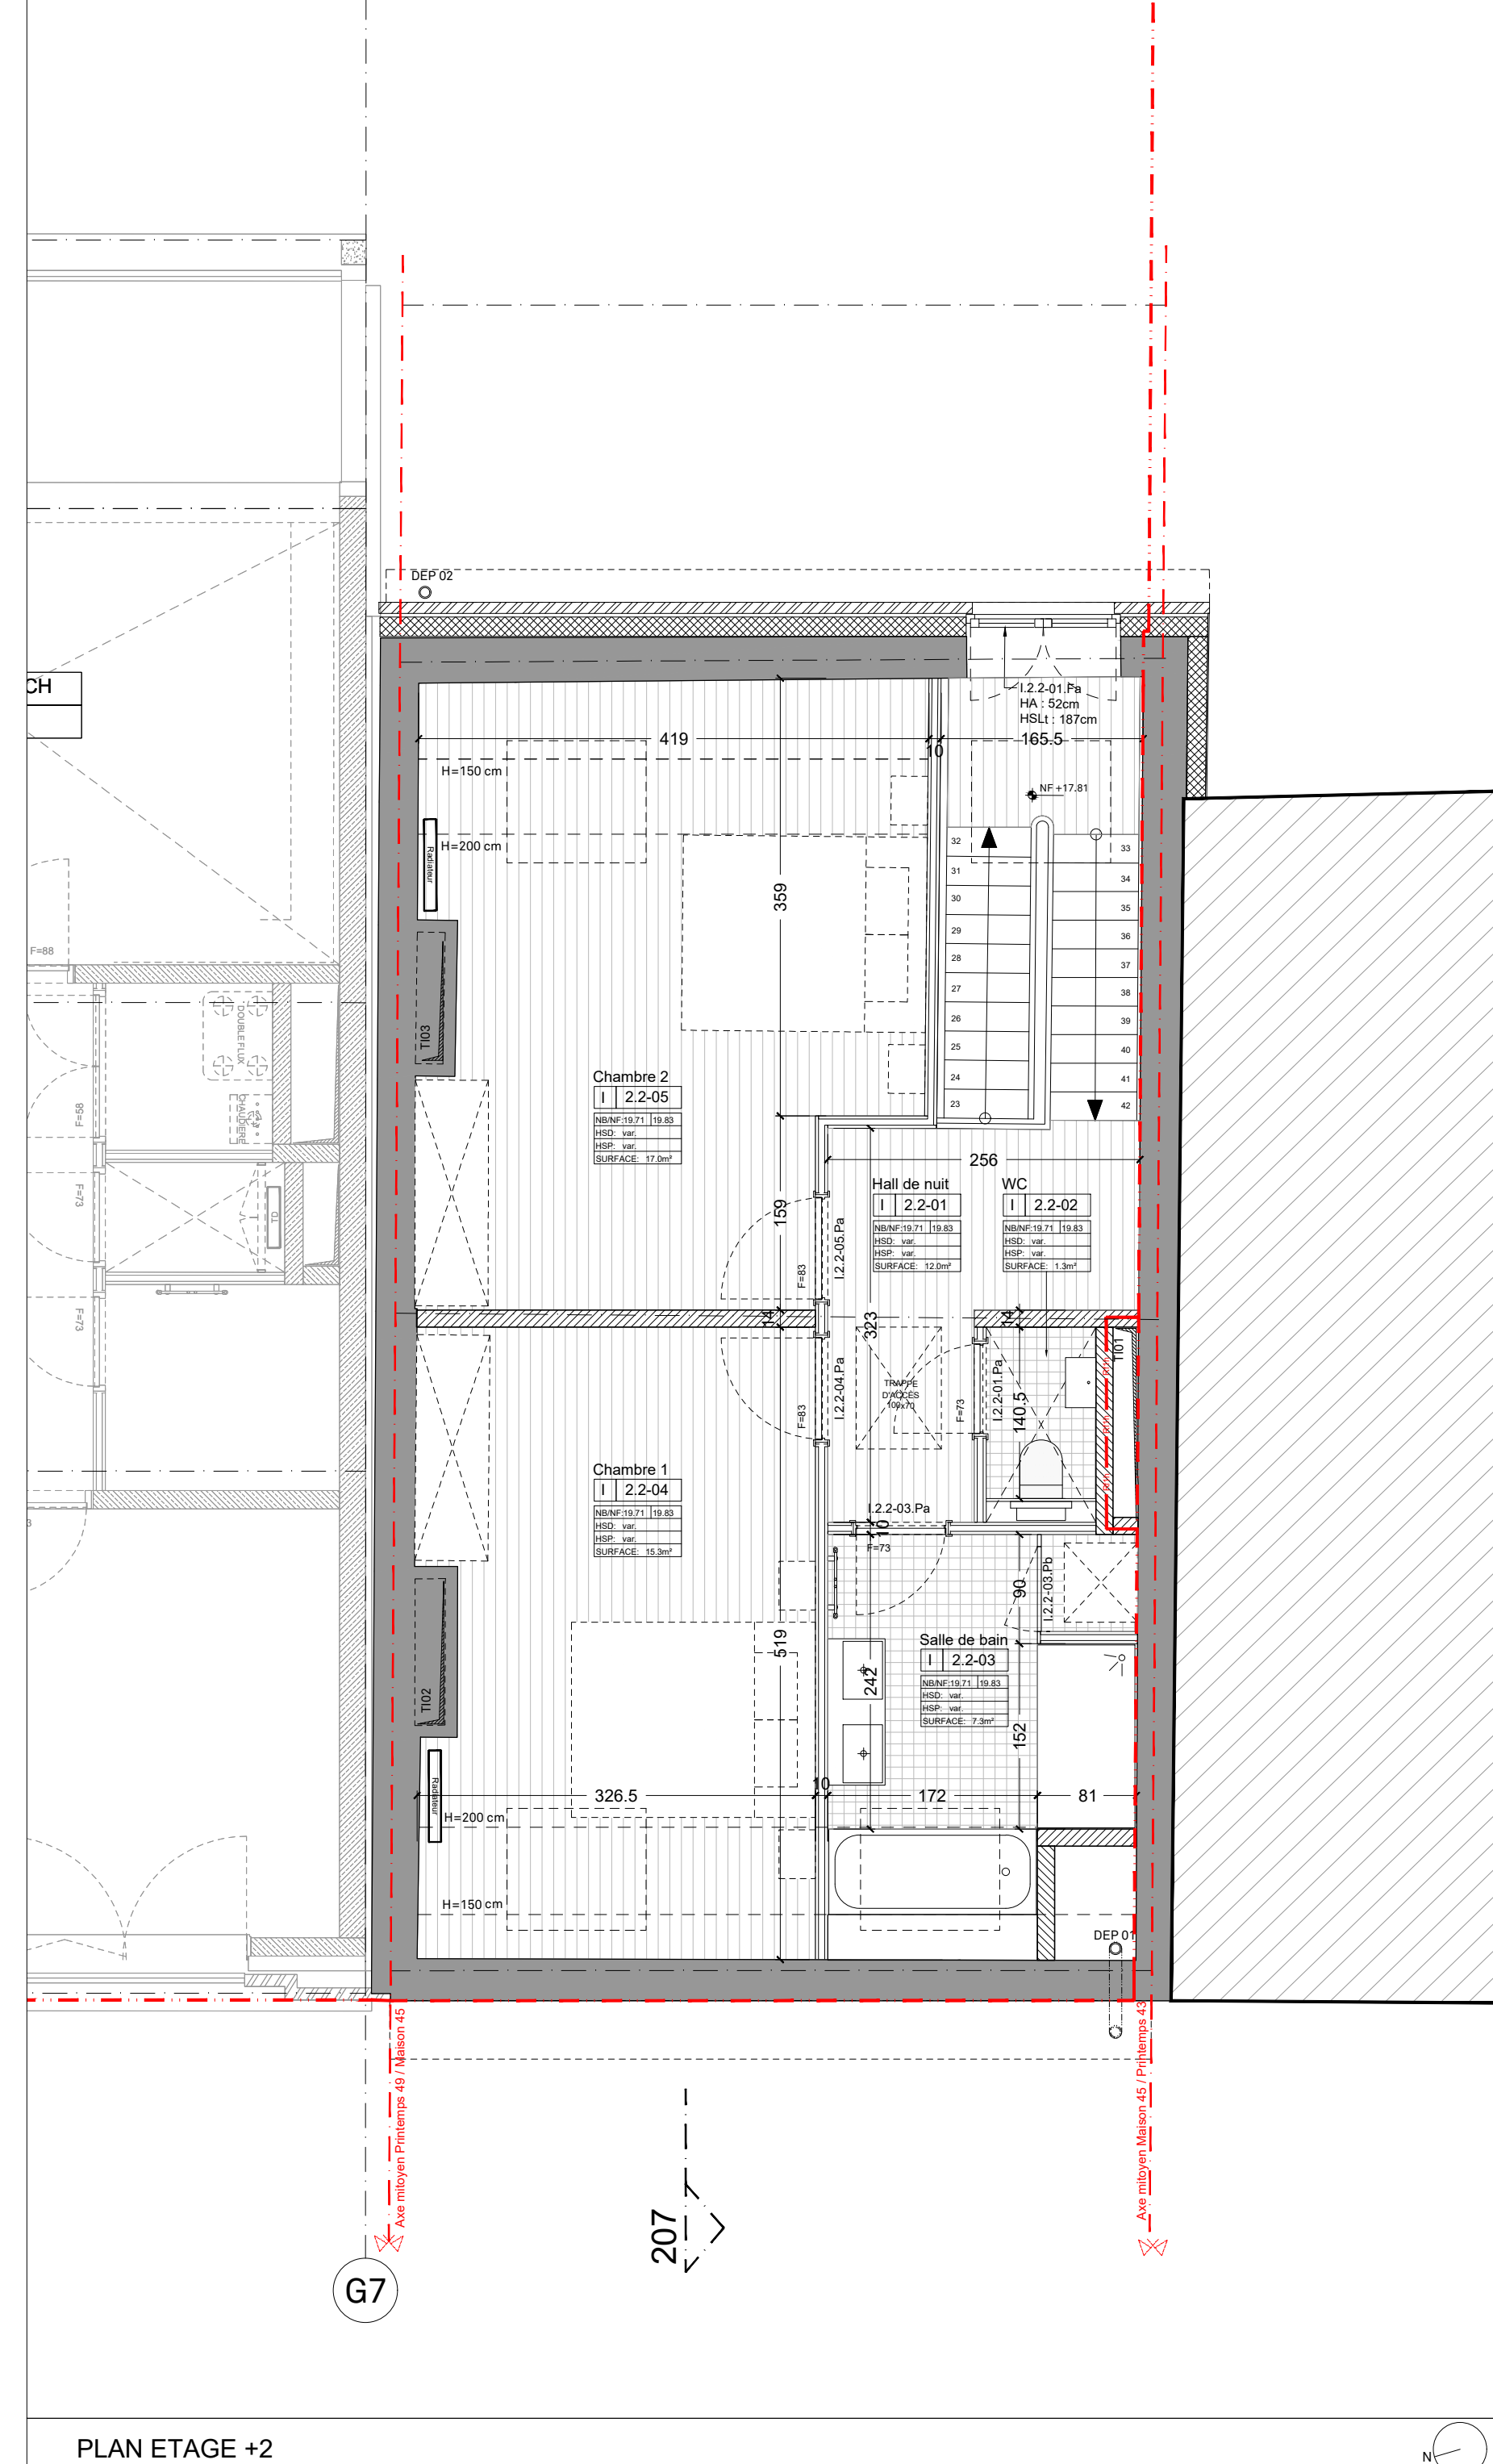 DEP 02
CH
I.2.2-01.Fa
HA : 52cm
HSLt : 187cm
419
10
165.5
H=150 cm
NF +17.81
H=200 cm
Radiateur
359
32
31
30
29
28
27
26
25
24
23
33
34
35
36
37
38
39
40
41
42
F=88
DOUBLE FLUX
CHAUDIERE
F=58
F=73
TD
F=73
TI03
Chambre 2
I 2.2-05
NB/NF:19.71 19.83
HSD: var.
HSP: var.
SURFACE: 17.0m²
256
159
Hall de nuit
I 2.2-01
NB/NF:19.71 19.83
HSD: var.
HSP: var.
SURFACE: 12.0m²
WC
I 2.2-02
NB/NF:19.71 19.83
HSD: var.
HSP: var.
SURFACE: 1.3m²
I.2.2-05.Pa
F=83
14
323
14
TI01
I.2.2-04.Pa
F=83
TRAPPE
D'ACCES
100x70
F=73
I.2.2-01.Pa
140.5
Chambre 1
I 2.2-04
NB/NF:19.71 19.83
HSD: var.
HSP: var.
SURFACE: 15.3m²
I.2.2-03.Pa
10
F=73
90
I.2.2-03.Pb
519
Salle de bain
I 2.2-03
NB/NF:19.71 19.83
HSD: var.
HSP: var.
SURFACE: 7.3m²
242
152
TI02
Radiateur
326.5
10
172
81
H=200 cm
H=150 cm
DEP 01
Axe mitoyen Printemps 49 / Maison 45
Axe mitoyen Maison 45 / Printemps 43
207
G7
PLAN ETAGE +2
N